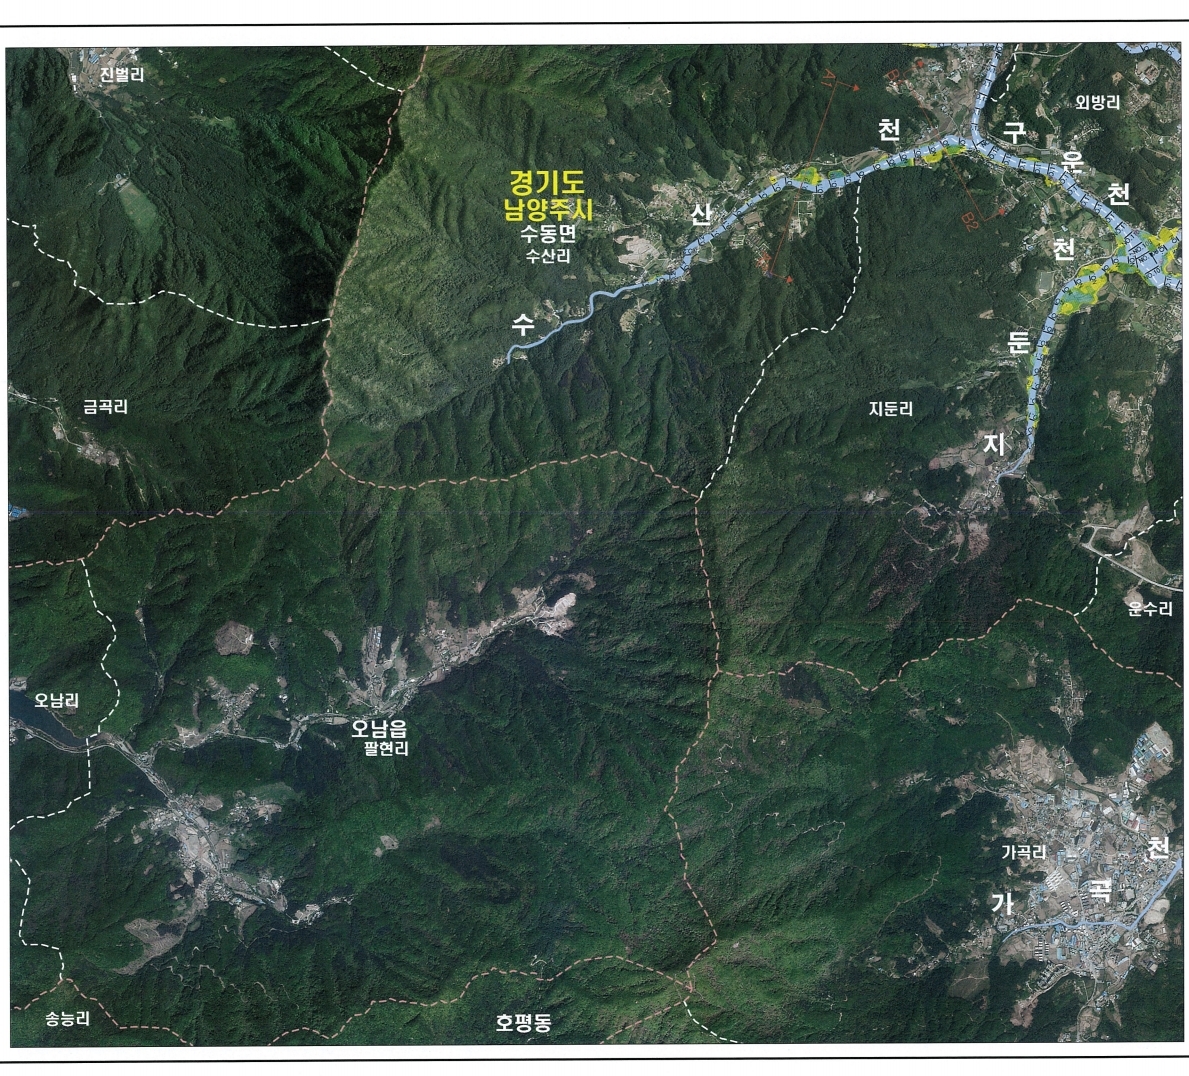 진벌리
외방리
천
구
운
천
경기도
남양주시
수동면
수산리
산
B2
천
수
둔
금곡리
지둔리
지
운수리
오남리
오남읍
팔현리
가곡리
천
곡
가
송능리
호평동